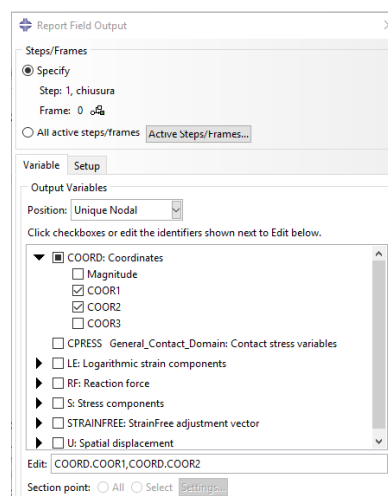 Report Field Output
Steps/Frames
Specify
Step: 1, chiusura
Frame: 0
All active steps/frames Active Steps/Frames...
Variable Setup
Output Variables
Position: Unique Nodal
Click checkboxes or edit the identifiers shown next to Edit below.
COORD: Coordinates
Magnitude
COOR1
COOR2
COOR3
CPRESS General_Contact_Domain: Contact stress variables
LE: Logarithmic strain components
RF: Reaction force
S: Stress components
STRAINFREE: StrainFree adjustment vector
U: Spatial displacement
Edit: COORD.COOR1,COORD.COOR2
Section point: All Select Settings...